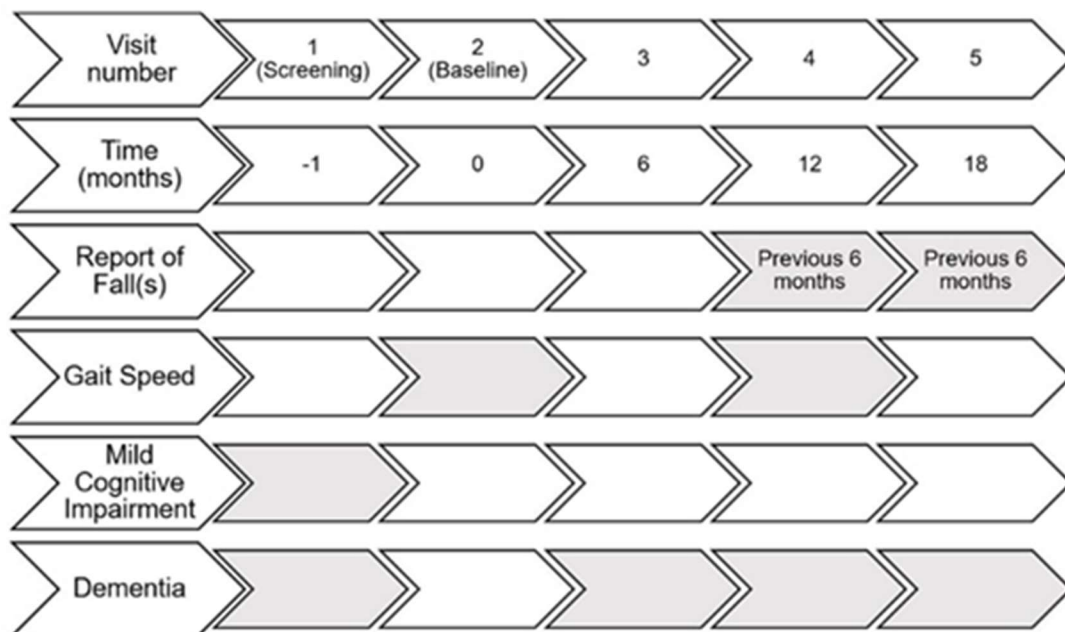 Visit
number
1
(Screening)
2
(Baseline)
3
4
5
Time
(months)
-1
0
6
12
18
Report of
Fall(s)
Previous 6
months
Previous 6
months
Gait Speed
Mild
Cognitive
Impairment
Dementia